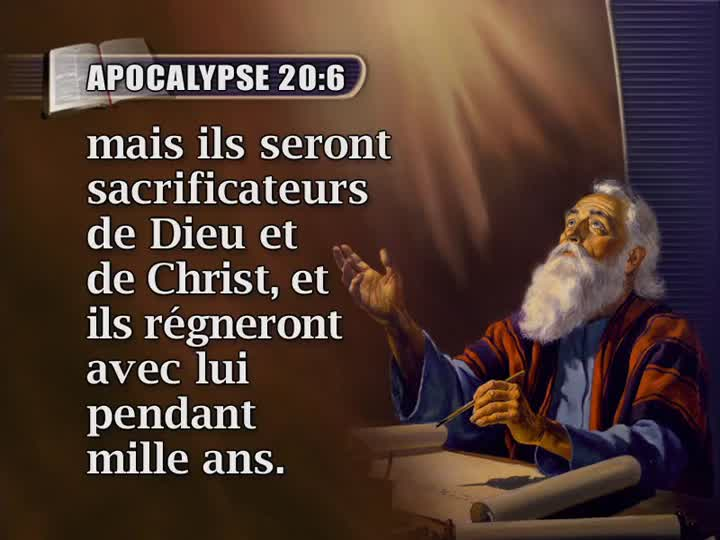 APOCALYPSE 20:6
mais ils seront
sacrificateurs
de Dieu et
de Christ, et
ils régneront
avec lui
pendant
mille ans.